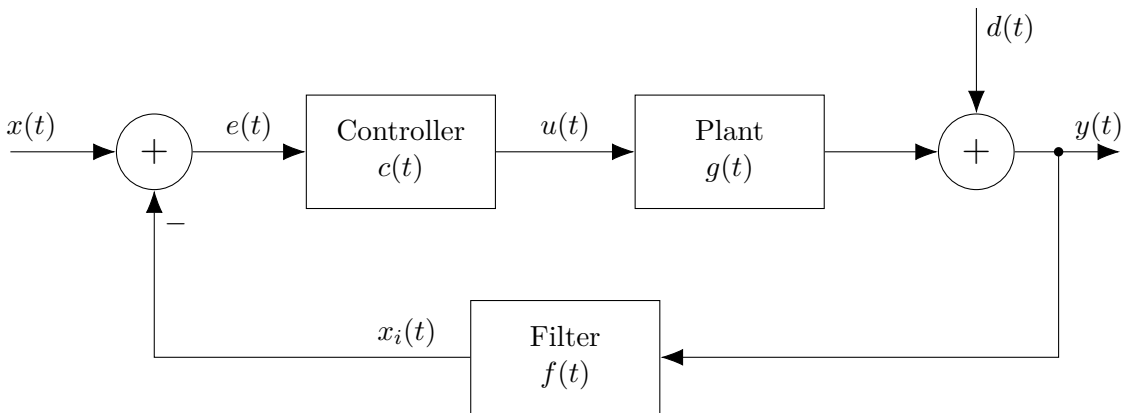 d(t)
x(t)
+
e(t)
Controller
c(t)
u(t)
Plant
g(t)
+
y(t)
−
x_i(t)
Filter
f(t)